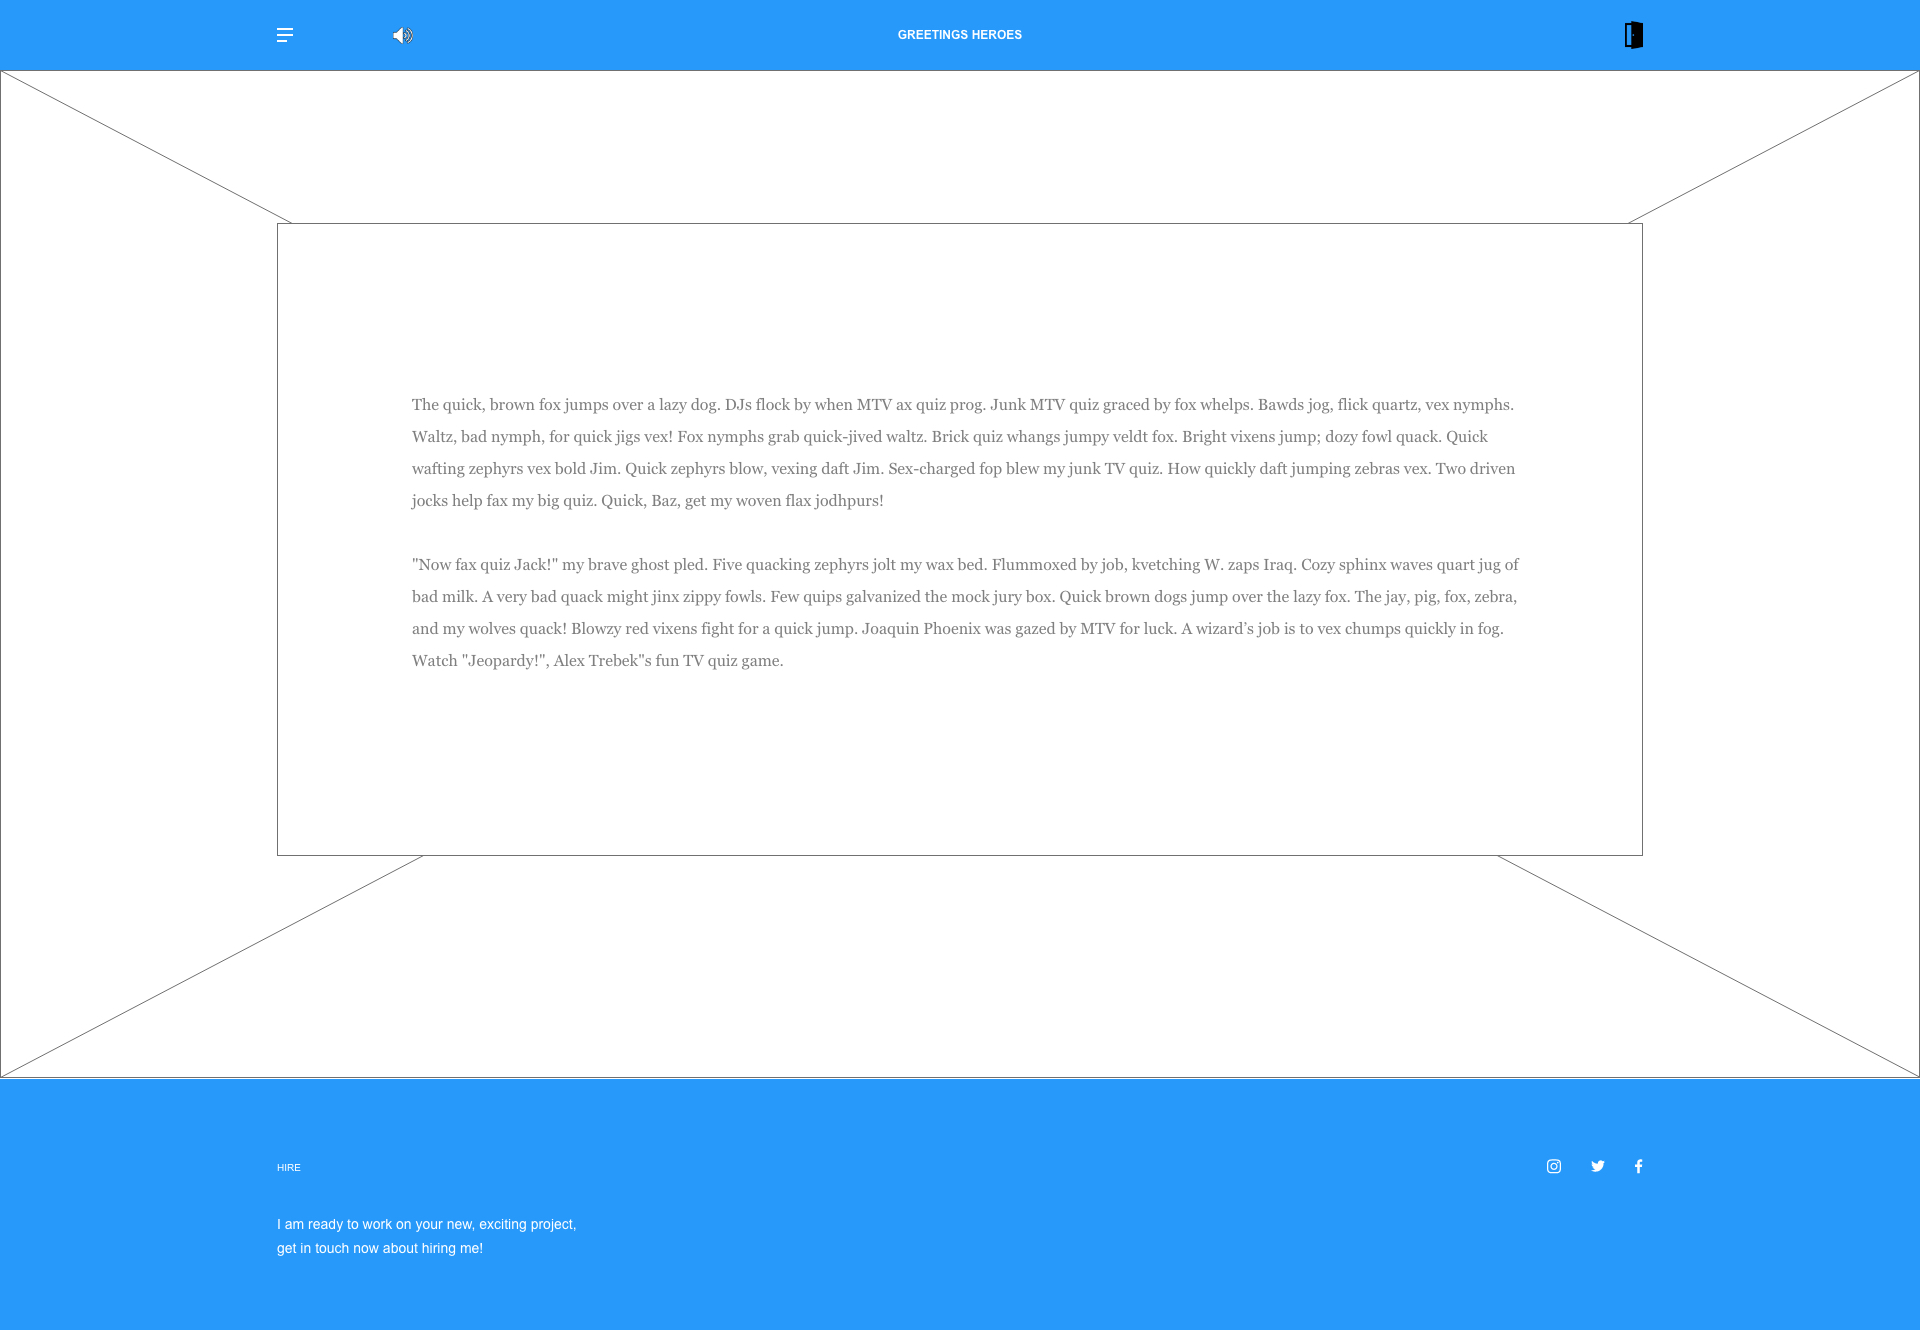 GREETINGS HEROES
The quick, brown fox jumps over a lazy dog. DJs flock by when MTV ax quiz prog. Junk MTV quiz graced by fox whelps. Bawds jog, flick quartz, vex nymphs.
Waltz, bad nymph, for quick jigs vex! Fox nymphs grab quick-jived waltz. Brick quiz whangs jumpy veldt fox. Bright vixens jump; dozy fowl quack. Quick
wafting zephyrs vex bold Jim. Quick zephyrs blow, vexing daft Jim. Sex-charged fop blew my junk TV quiz. How quickly daft jumping zebras vex. Two driven
jocks help fax my big quiz. Quick, Baz, get my woven flax jodhpurs!
"Now fax quiz Jack!" my brave ghost pled. Five quacking zephyrs jolt my wax bed. Flummoxed by job, kvetching W. zaps Iraq. Cozy sphinx waves quart jug of
bad milk. A very bad quack might jinx zippy fowls. Few quips galvanized the mock jury box. Quick brown dogs jump over the lazy fox. The jay, pig, fox, zebra,
and my wolves quack! Blowzy red vixens fight for a quick jump. Joaquin Phoenix was gazed by MTV for luck. A wizard’s job is to vex chumps quickly in fog.
Watch "Jeopardy!", Alex Trebek"s fun TV quiz game.
HIRE
I am ready to work on your new, exciting project,
get in touch now about hiring me!